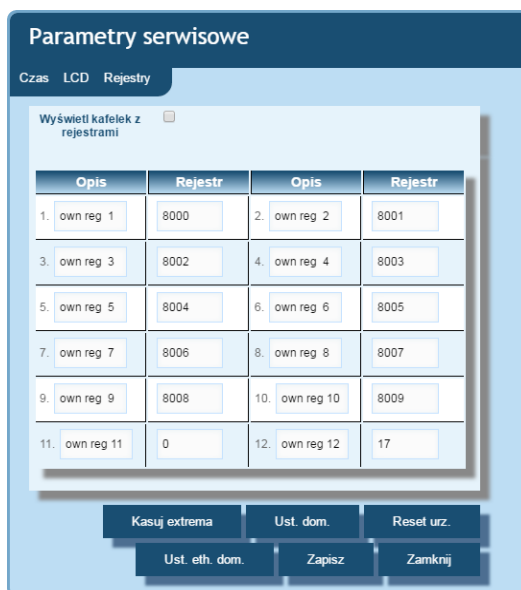 Parametry serwisowe
Czas LCD Rejestry
Wyświetl kafelek z
rejestrami
Opis Rejestr Opis Rejestr
1. own reg 1 8000 2. own reg 2 8001
3. own reg 3 8002 4. own reg 4 8003
5. own reg 5 8004 6. own reg 6 8005
7. own reg 7 8006 8. own reg 8 8007
9. own reg 9 8008 10. own reg 10 8009
11. own reg 11 0 12. own reg 12 17
Kasuj extrema Ust. dom. Reset urz.
Ust. eth. dom. Zapisz Zamknij